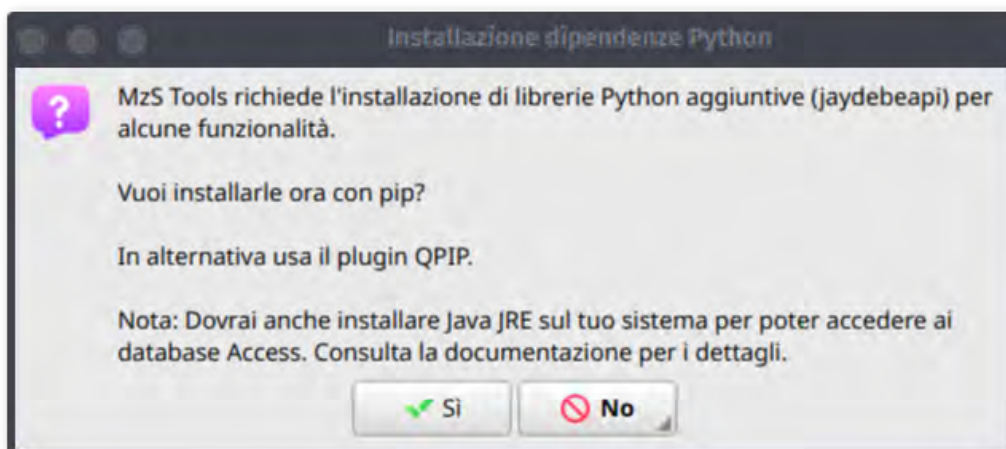 Installazione dipendenze Python
MzS Tools richiede l'installazione di librerie Python aggiuntive (jaydebeapi) per
alcune funzionalità.
Vuoi installarle ora con pip?
In alternativa usa il plugin QPIP.
Nota: Dovrai anche installare Java JRE sul tuo sistema per poter accedere ai
database Access. Consulta la documentazione per i dettagli.
Sì No